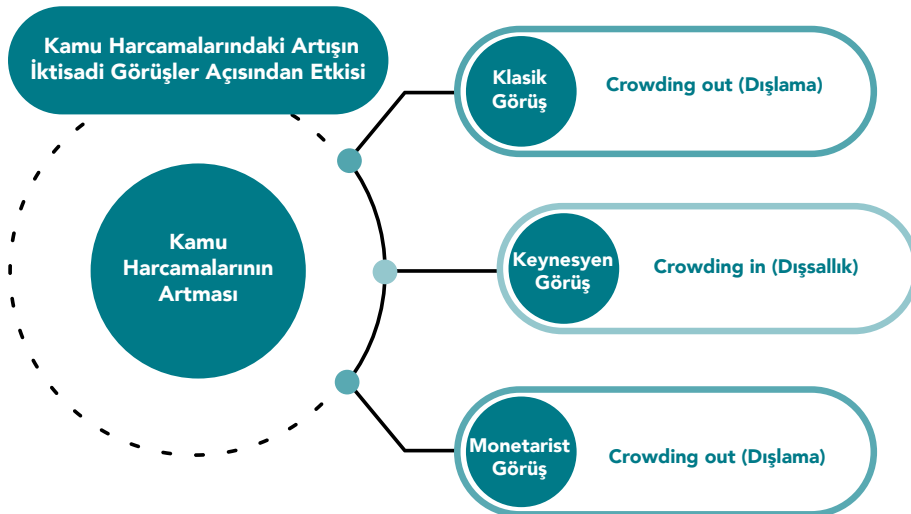 Kamu Harcamalarındaki Artışın
İktisadi Görüşler Açısından Etkisi
Kamu
Harcamalarının
Artması
Klasik
Görüş
Crowding out (Dışlama)
Keynesyen
Görüş
Crowding in (Dışsallık)
Monetarist
Görüş
Crowding out (Dışlama)